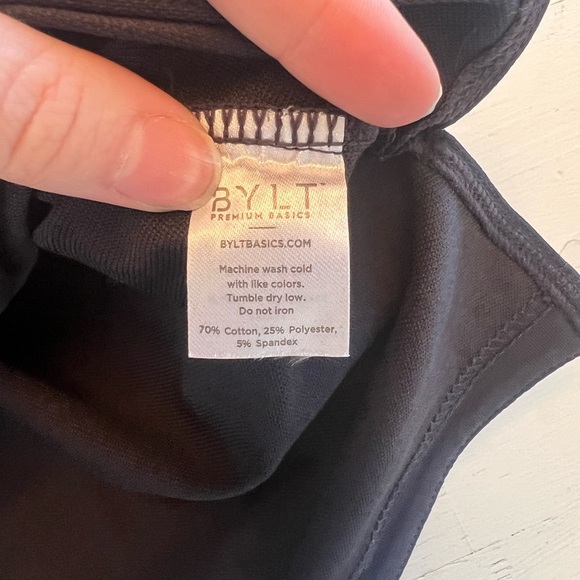 BYLT
PREMIUM BASICS
BYLTBASICS.COM
Machine wash cold
with like colors.
Tumble dry low.
Do not iron
70% Cotton, 25% Polyester,
5% Spandex